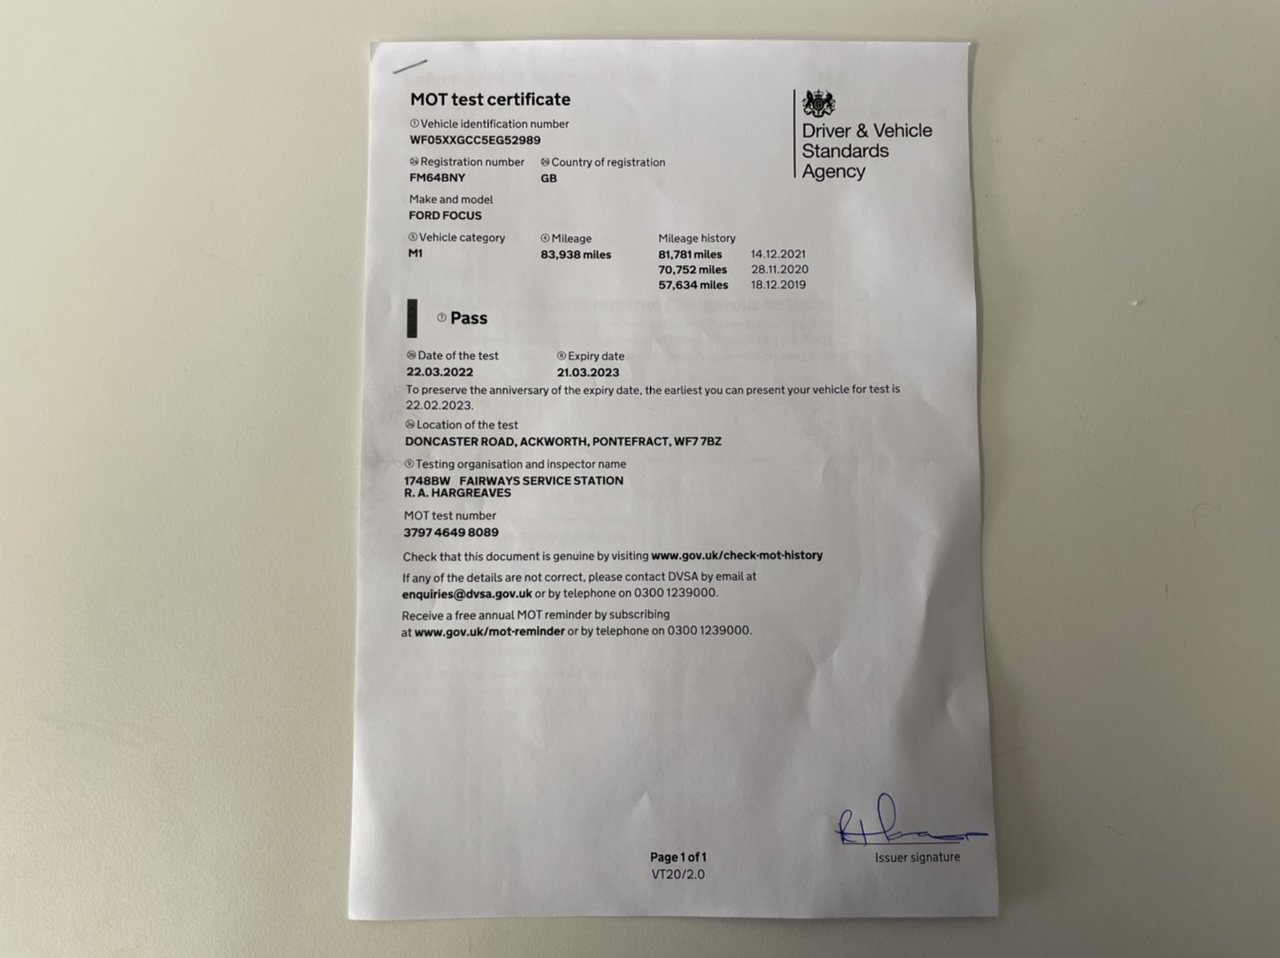 MOT test certificate
① Vehicle identification number
WF05XXGCC5EG52989
Registration number
FM64BNY
Country of registration
GB
Make and model
FORD FOCUS
⑤ Vehicle category
M1
④ Mileage
83,938 miles
Mileage history
81,781 miles 14.12.2021
70,752 miles 28.11.2020
57,634 miles 18.12.2019
⑦ Pass
Date of the test
22.03.2022
⑧ Expiry date
21.03.2023
To preserve the anniversary of the expiry date, the earliest you can present your vehicle for test is
22.02.2023.
Location of the test
DONCASTER ROAD, ACKWORTH, PONTEFRACT, WF7 7BZ
⑨ Testing organisation and inspector name
1748BW FAIRWAYS SERVICE STATION
R. A. HARGREAVES
MOT test number
3797 4649 8089
Check that this document is genuine by visiting www.gov.uk/check-mot-history
If any of the details are not correct, please contact DVSA by email at
enquiries@dvsa.gov.uk or by telephone on 0300 1239000.
Receive a free annual MOT reminder by subscribing
at www.gov.uk/mot-reminder or by telephone on 0300 1239000.
Driver & Vehicle
Standards
Agency
Issuer signature
Page 1 of 1
VT20/2.0